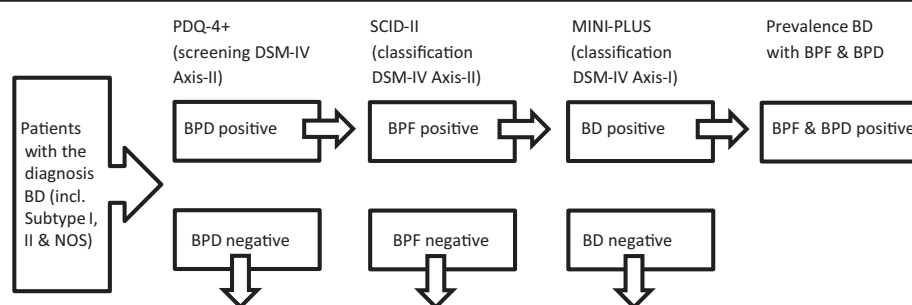 PDQ-4+
(screening DSM-IV
Axis-II)
SCID-II
(classification
DSM-IV Axis-II)
MINI-PLUS
(classification
DSM-IV Axis-I)
Prevalence BD
with BPF & BPD
Patients
with the
diagnosis
BD (incl.
Subtype I,
II & NOS)
BPD positive
BPF positive
BD positive
BPF & BPD positive
BPD negative
BPF negative
BD negative